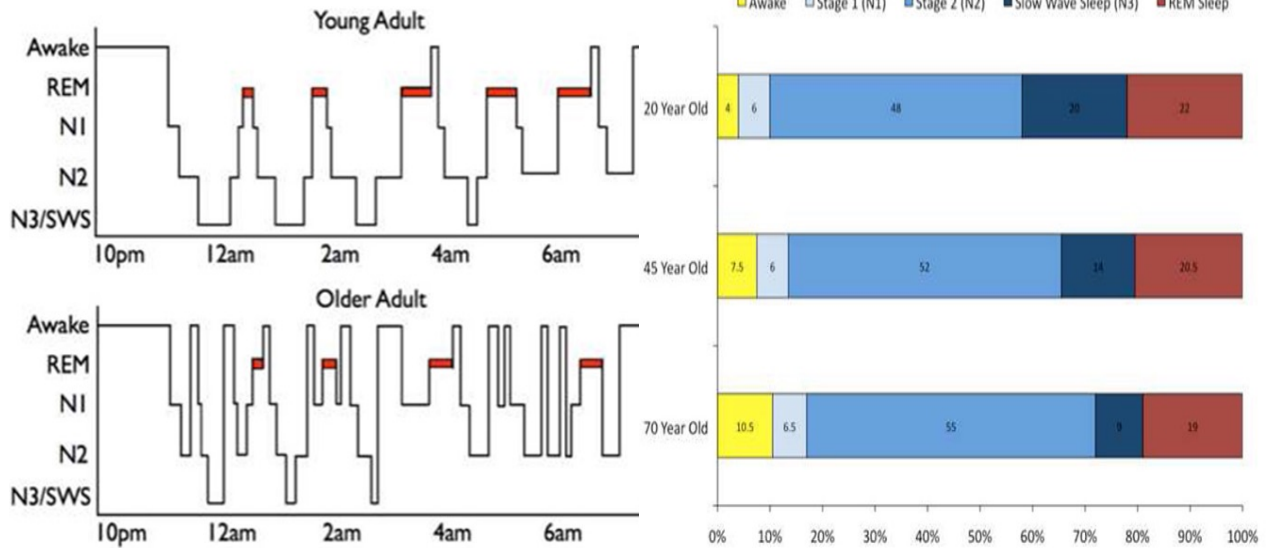 Young Adult
Awake
REM
N1
N2
N3/SWS
10pm 12am 2am 4am 6am
Older Adult
Awake
REM
N1
N2
N3/SWS
10pm 12am 2am 4am 6am
Awake Stage 1 (N1) Stage 2 (N2) Slow Wave Sleep (N3) REM Sleep
20 Year Old 4 6 48 20 22
45 Year Old 7.5 6 52 14 20.5
70 Year Old 10.5 6.5 55 9 19
0% 10% 20% 30% 40% 50% 60% 70% 80% 90% 100%